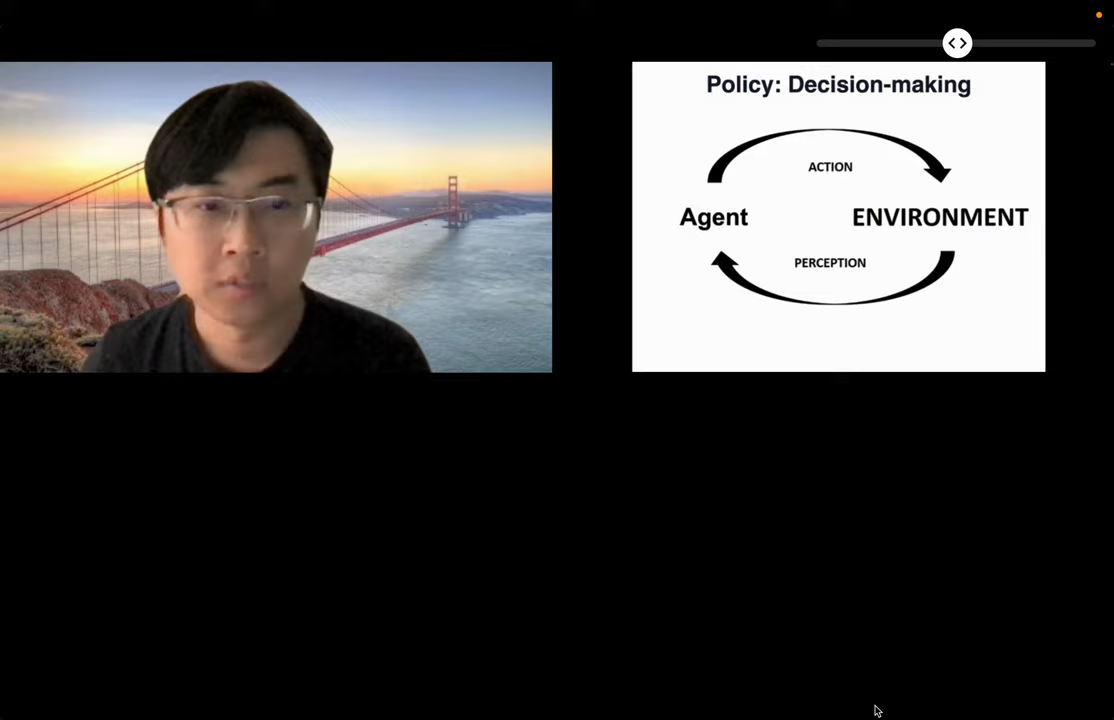 Policy: Decision-making
ACTION
Agent
ENVIRONMENT
PERCEPTION